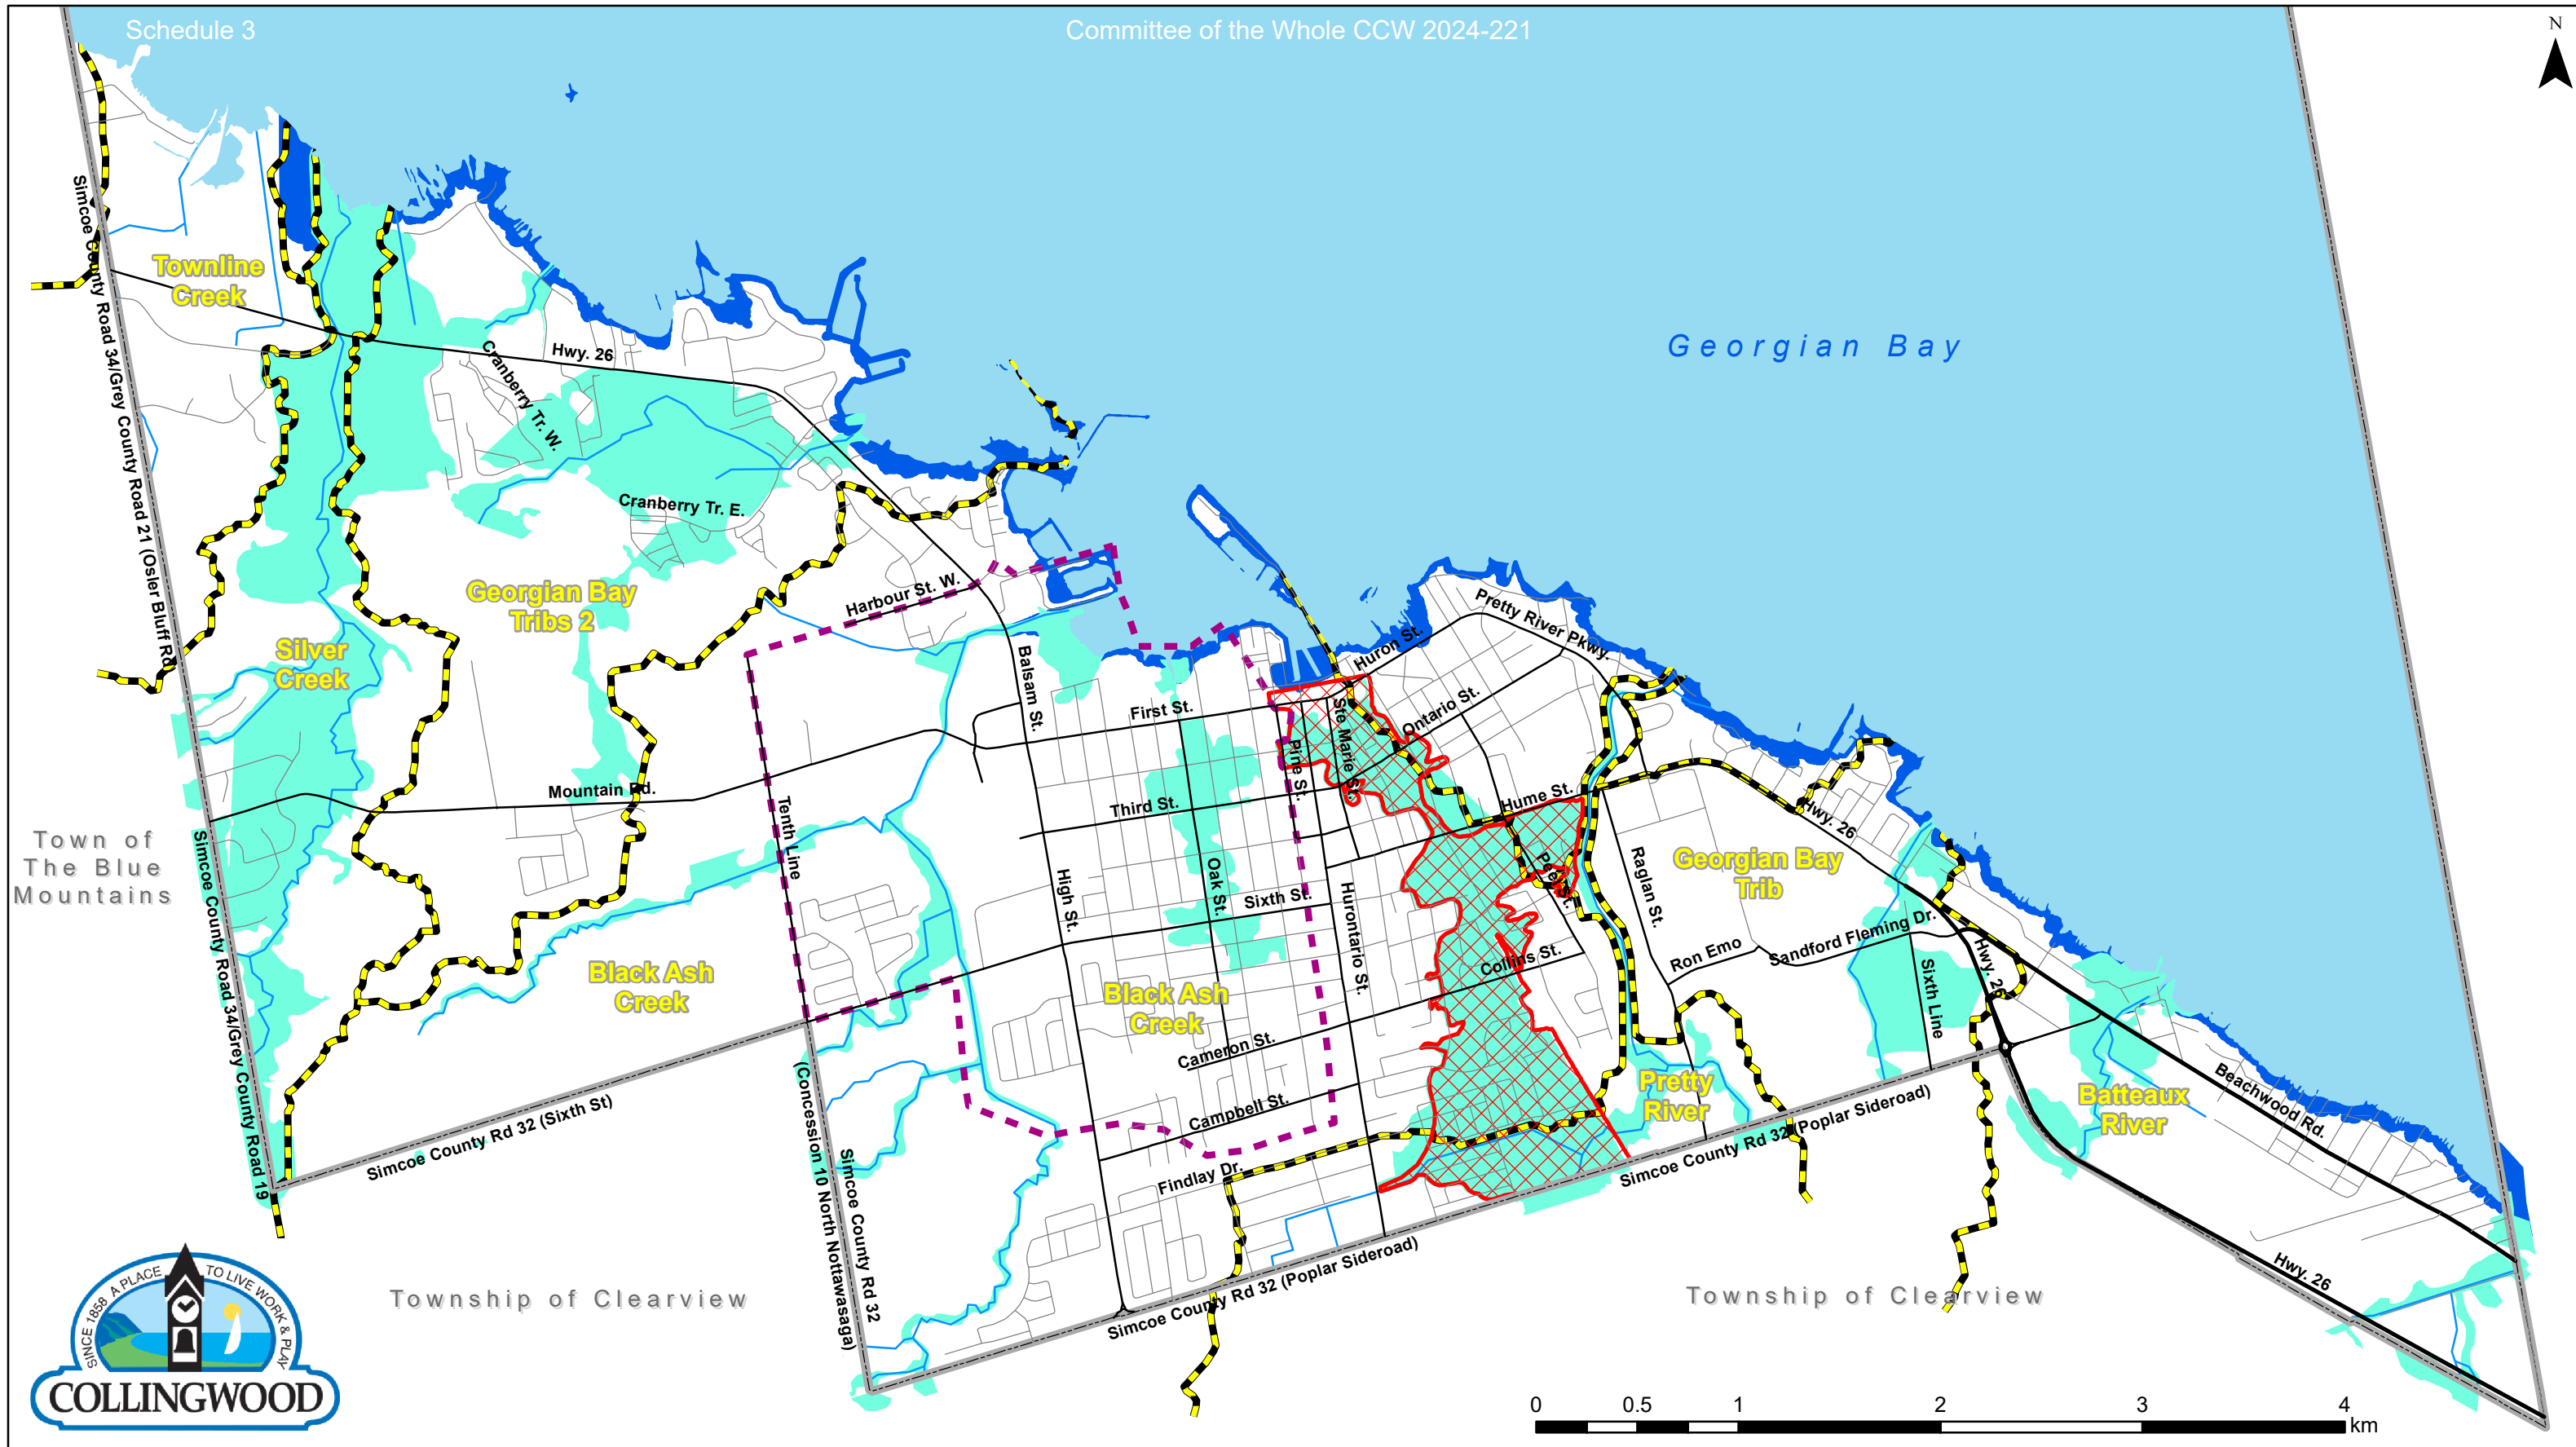 Schedule 3
Committee of the Whole CCW 2024-221
N
Georgian Bay
Simcoe County Road 34/Grey County Road 21 (Osler Bluff Rd)
Townline
Creek
Hwy. 26
Cranberry Tr. W.
Cranberry Tr. E.
Georgian Bay
Tribs 2
Harbour St. W.
Silver
Creek
Balsam St.
Huron St.
Pretty River Pkwy.
First St.
Ste. Marie St.
Ontario St.
Pine St.
Mountain Rd.
Tenth Line
Third St.
Hume St.
Hwy. 26
Town of
The Blue
Mountains
Simcoe County Road 34/Grey County Road 19
High St.
Oak St.
Sixth St.
Hurontario St.
Peel St.
Raglan St.
Georgian Bay
Trib
Ron Emo
Sandford Fleming Dr.
Sixth Line
Hwy. 26
Collins St.
Black Ash
Creek
Black Ash
Creek
Cameron St.
Campbell St.
Findlay Dr.
Pretty
River
Batteaux
River
Beachwood Rd.
Simcoe County Rd 32 (Sixth St)
Simcoe County Rd 32
(Concession 10 North Nottawasaga)
Simcoe County Rd 32 (Poplar Sideroad)
Simcoe County Rd 32 (Poplar Sideroad)
Hwy. 26
Township of Clearview
Township of Clearview
SINCE 1858 A PLACE TO LIVE WORK & PLAY
COLLINGWOOD
0 0.5 1 2 3 4
km